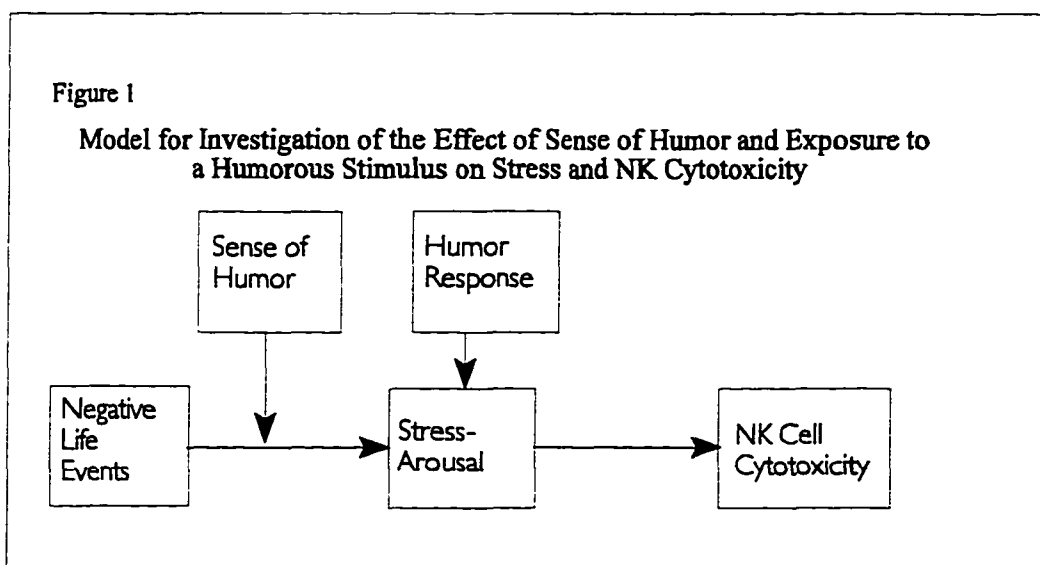 Figure 1
Model for Investigation of the Effect of Sense of Humor and Exposure to
a Humorous Stimulus on Stress and NK Cytotoxicity
Sense of
Humor
Humor
Response
Negative
Life
Events
Stress-
Arousal
NK Cell
Cytotoxicity